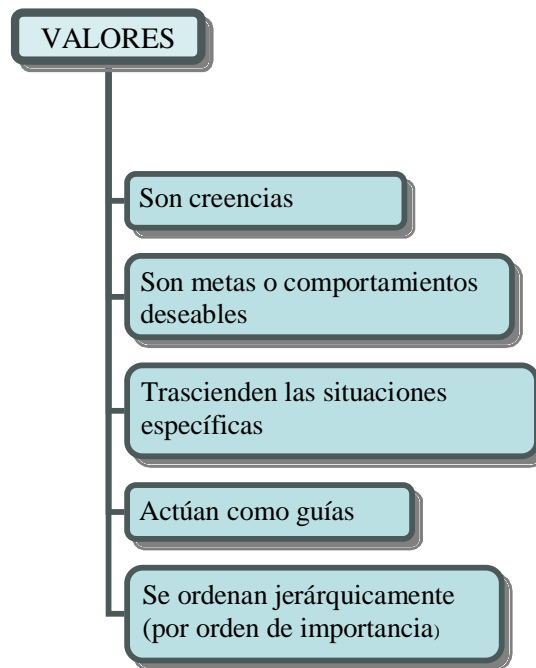 VALORES
Son creencias
Son metas o comportamientos
deseables
Trascienden las situaciones
específicas
Actúan como guías
Se ordenan jerárquicamente
(por orden de importancia)